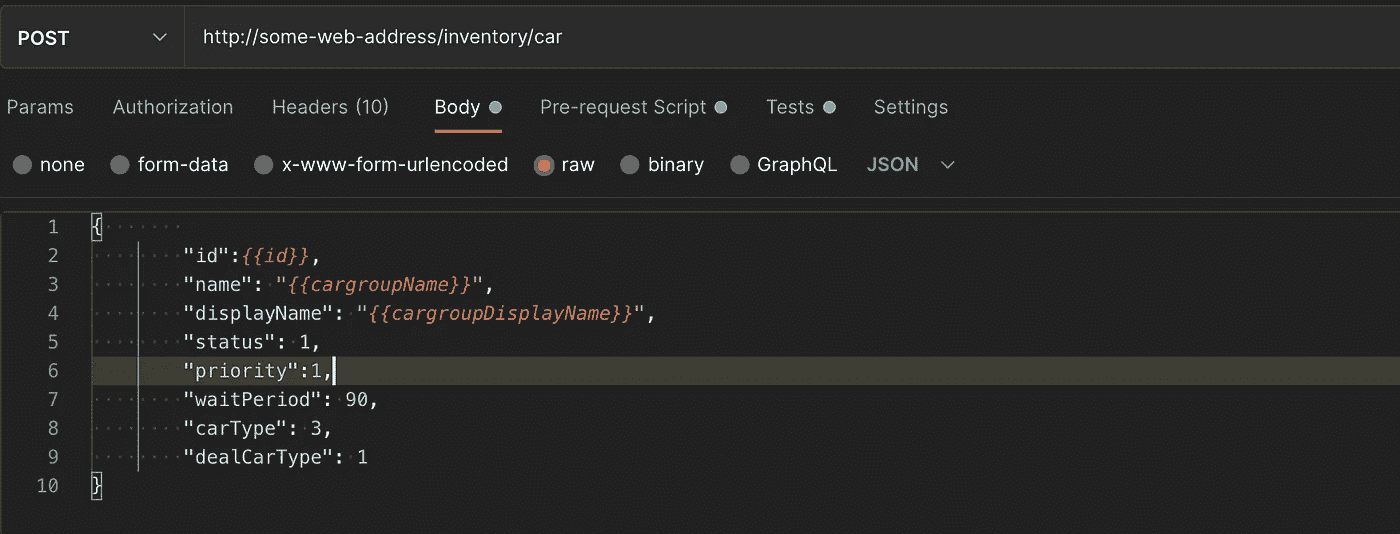 POST http://some-web-address/inventory/car
Params Authorization Headers (10) Body Pre-request Script Tests Settings
none form-data x-www-form-urlencoded raw binary GraphQL JSON
1 {
2 "id":{{id}},
3 "name": "{{cargroupName}}",
4 "displayName": "{{cargroupDisplayName}}",
5 "status": 1,
6 "priority":1,
7 "waitPeriod": 90,
8 "carType": 3,
9 "dealCarType": 1
10 }